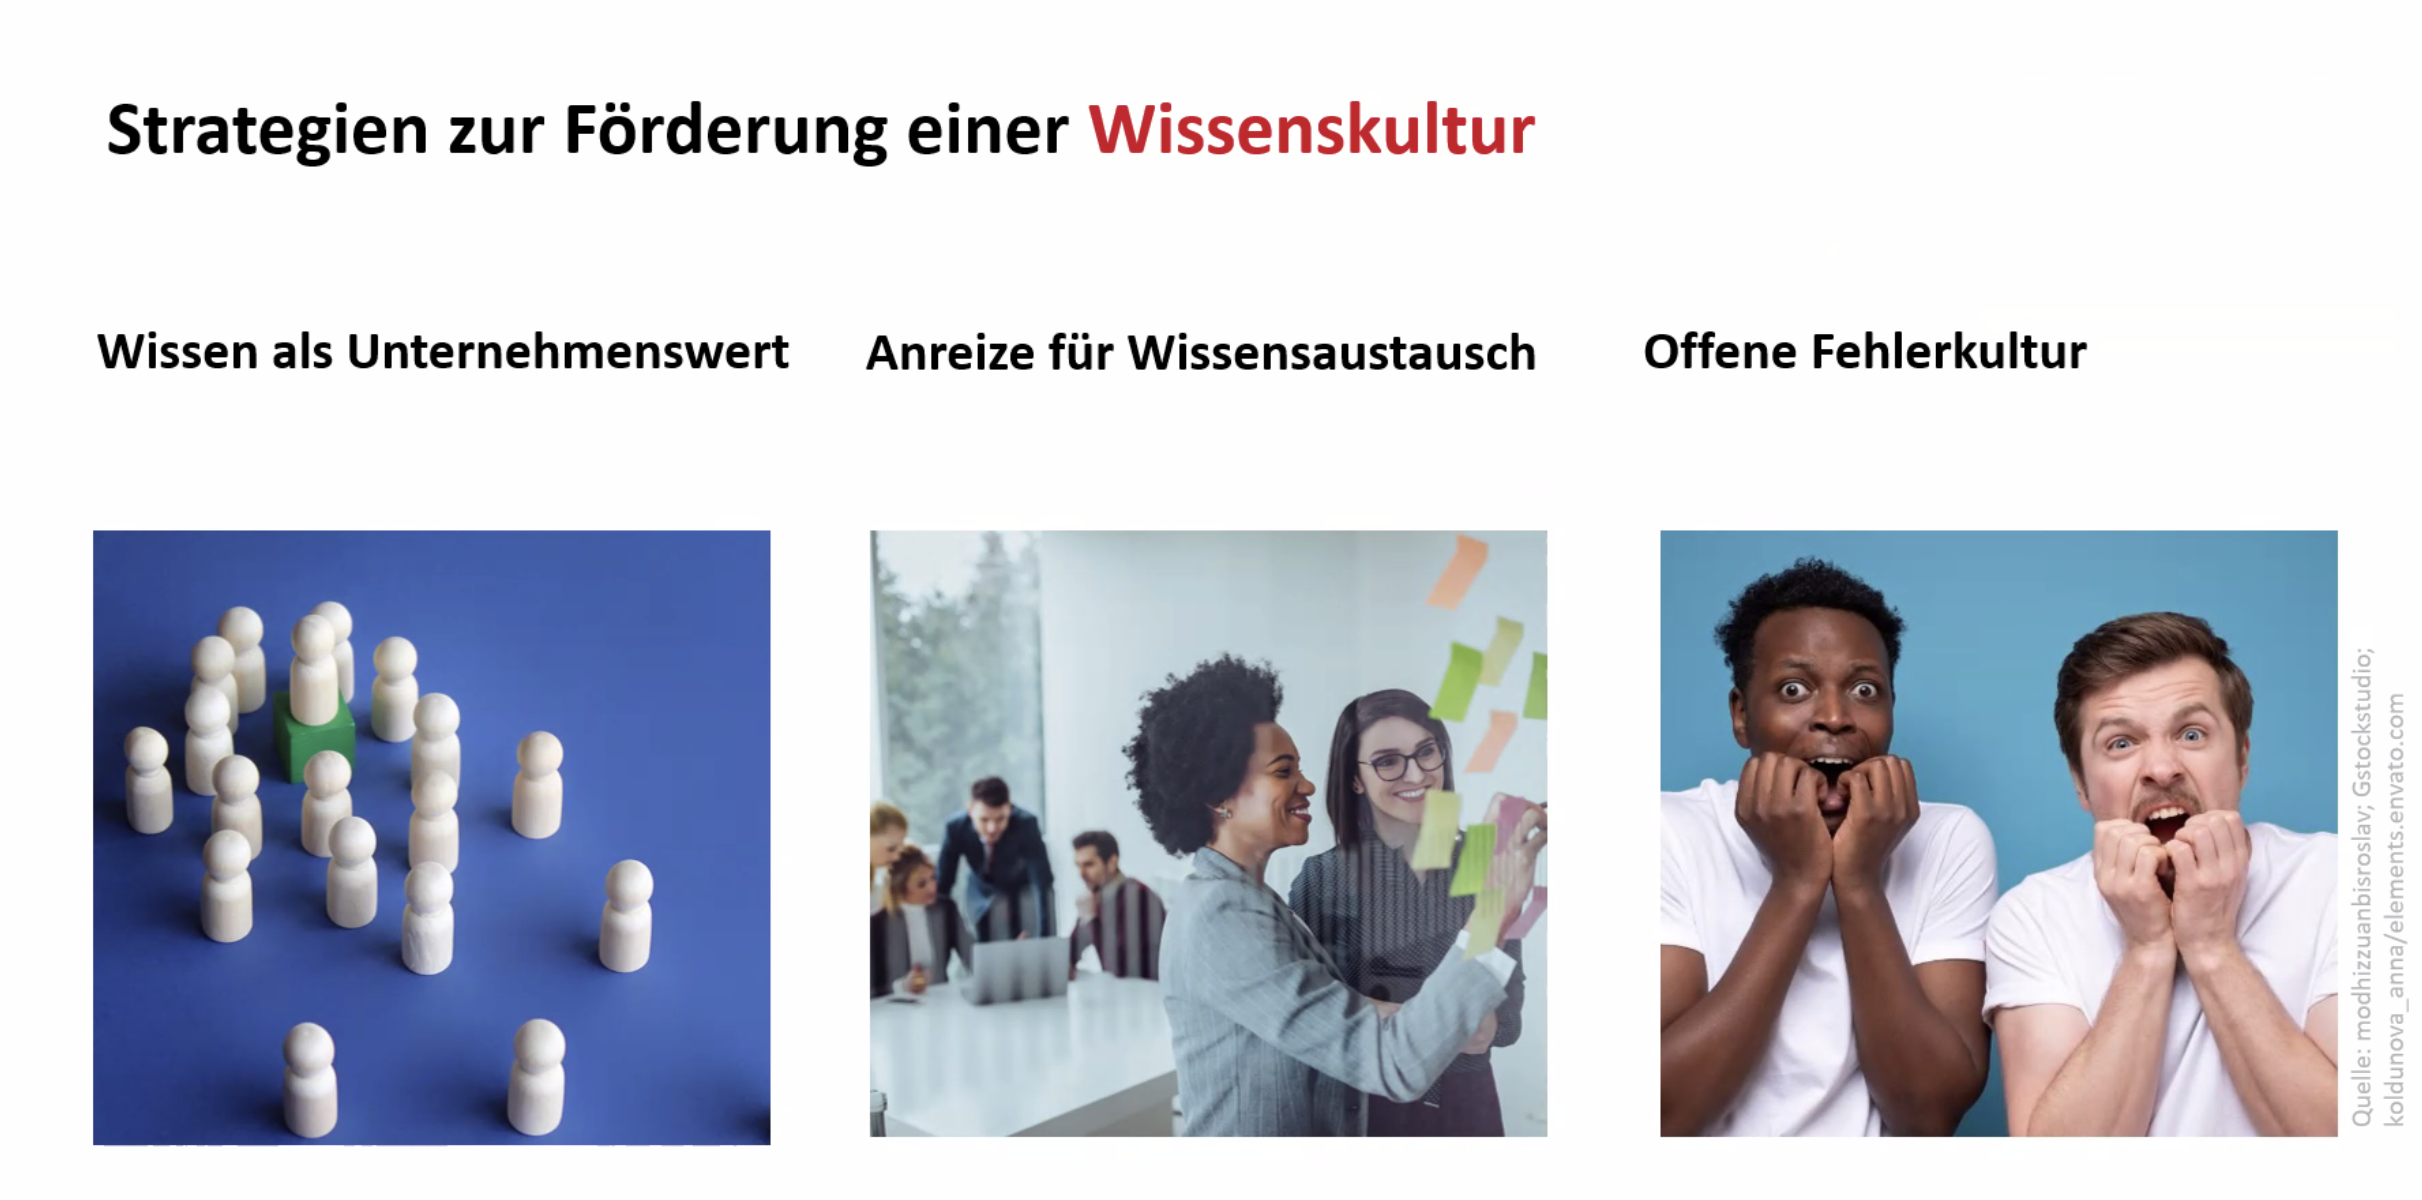 Strategien zur Förderung einer Wissenskultur
Wissen als Unternehmenswert
Anreize für Wissensaustausch
Offene Fehlerkultur
Quelle: modhizzuanbisroslav; Gstockstudio;
koldunova_anna/elements.envato.com